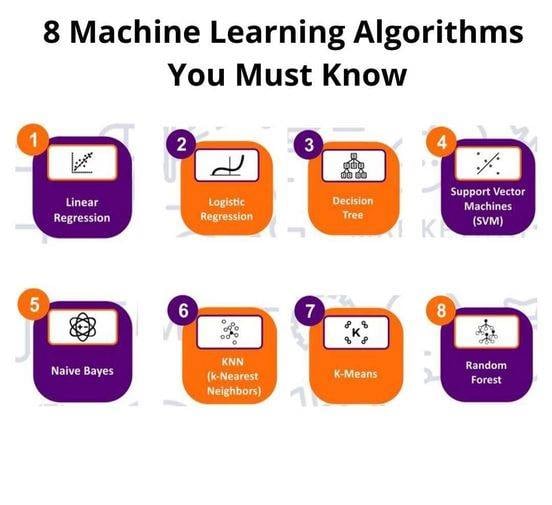 8 Machine Learning Algorithms
You Must Know
1
Linear
Regression
2
Logistic
Regression
3
Decision
Tree
4
Support Vector
Machines
(SVM)
5
Naive Bayes
6
KNN
(k-Nearest
Neighbors)
7
K
K-Means
8
Random
Forest